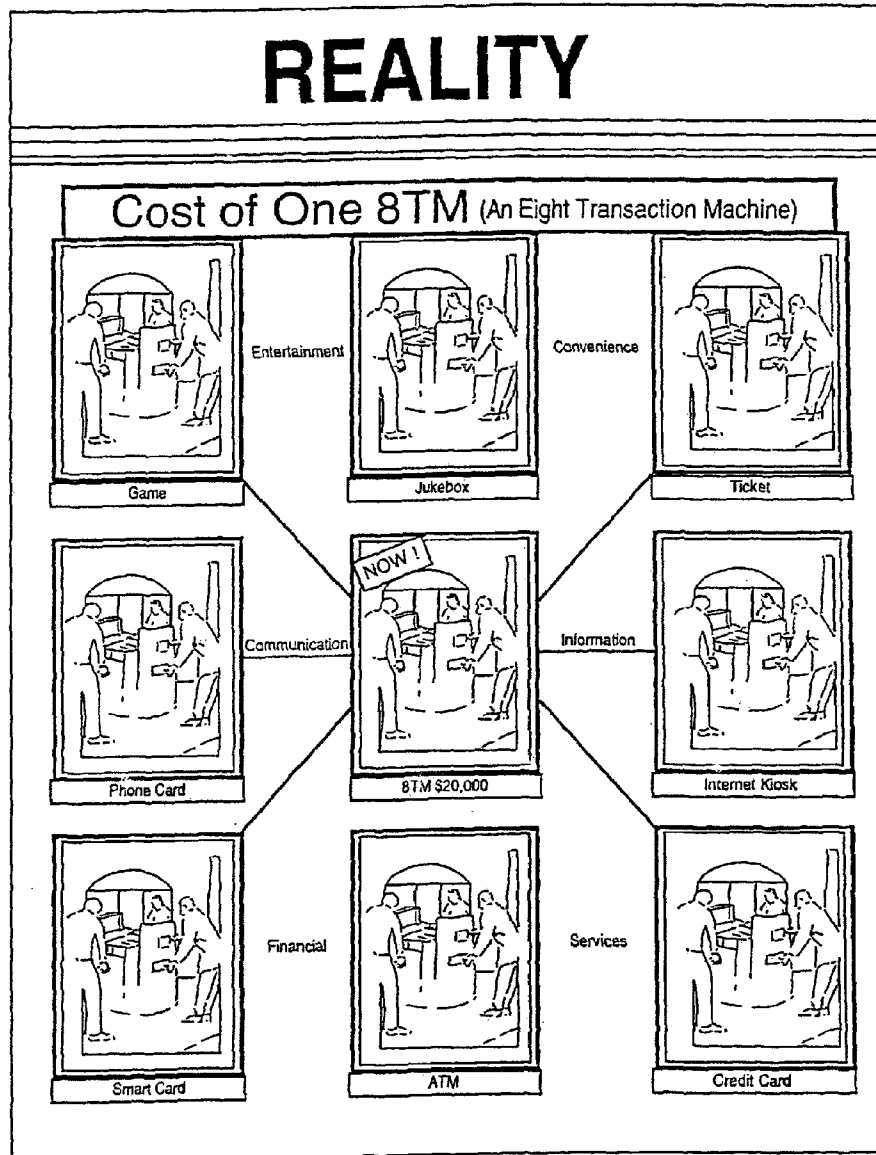 REALITY
Cost of One 8TM (An Eight Transaction Machine)
Entertainment
Convenience
Game
Jukebox
Ticket
NOW !
Communication
Information
Phone Card
8TM $20,000
Internet Kiosk
Financial
Services
Smart Card
ATM
Credit Card